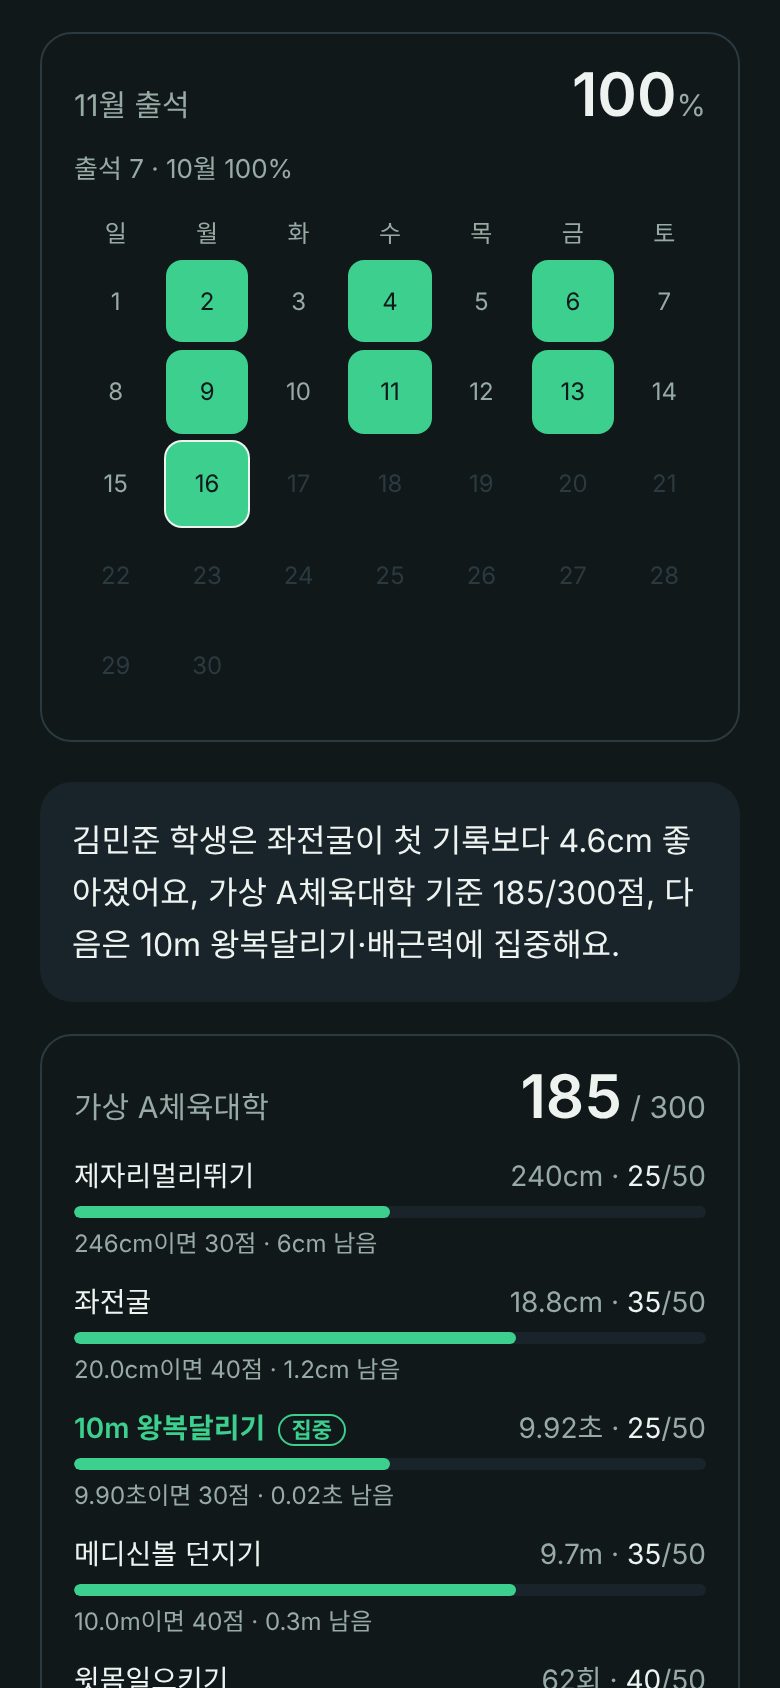 11월 출석 100%
출석 7 · 10월 100%
일 월 화 수 목 금 토
1 2 3 4 5 6 7
8 9 10 11 12 13 14
15 16 17 18 19 20 21
22 23 24 25 26 27 28
29 30
김민준 학생은 좌전굴이 첫 기록보다 4.6cm 좋
아졌어요, 가상 A체육대학 기준 185/300점, 다
음은 10m 왕복달리기·배근력에 집중해요.
가상 A체육대학 185 / 300
제자리멀리뛰기 240cm · 25/50
246cm이면 30점 · 6cm 남음
좌전굴 18.8cm · 35/50
20.0cm이면 40점 · 1.2cm 남음
10m 왕복달리기 집중 9.92초 · 25/50
9.90초이면 30점 · 0.02초 남음
메디신볼 던지기 9.7m · 35/50
10.0m이면 40점 · 0.3m 남음
윗몸일으키기 62회 · 40/50